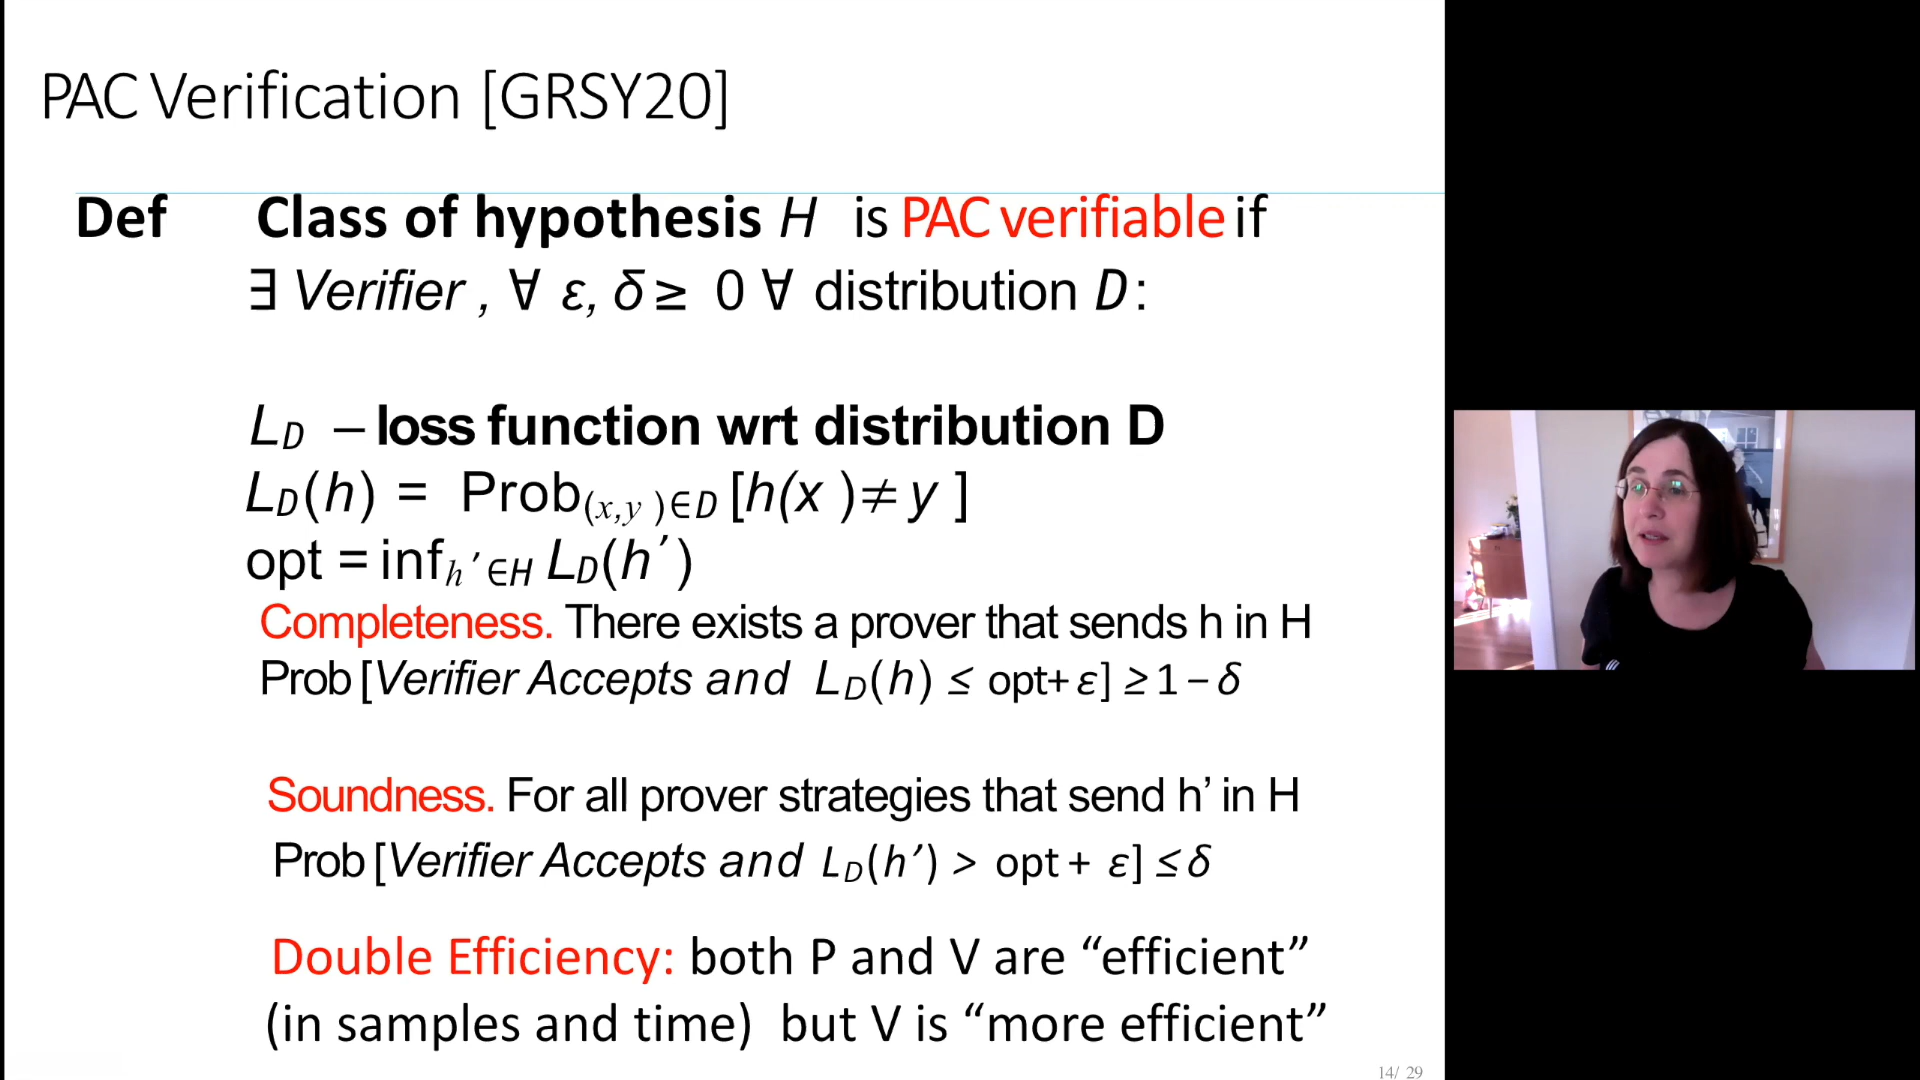 PAC Verification [GRSY20]
Def Class of hypothesis H is PAC verifiable if
∃ Verifier , ∀ ε, δ ≥ 0 ∀ distribution D:
L_D – loss function wrt distribution D
L_D(h) = Prob_(x,y )∈D [h(x )≠ y ]
opt = inf_h′∈H L_D(h′)
Completeness. There exists a prover that sends h in H
Prob [Verifier Accepts and L_D(h) ≤ opt+ ε] ≥ 1 − δ
Soundness. For all prover strategies that send h’ in H
Prob [Verifier Accepts and L_D(h′) > opt + ε] ≤ δ
Double Efficiency: both P and V are “efficient”
(in samples and time) but V is “more efficient”
14/ 29